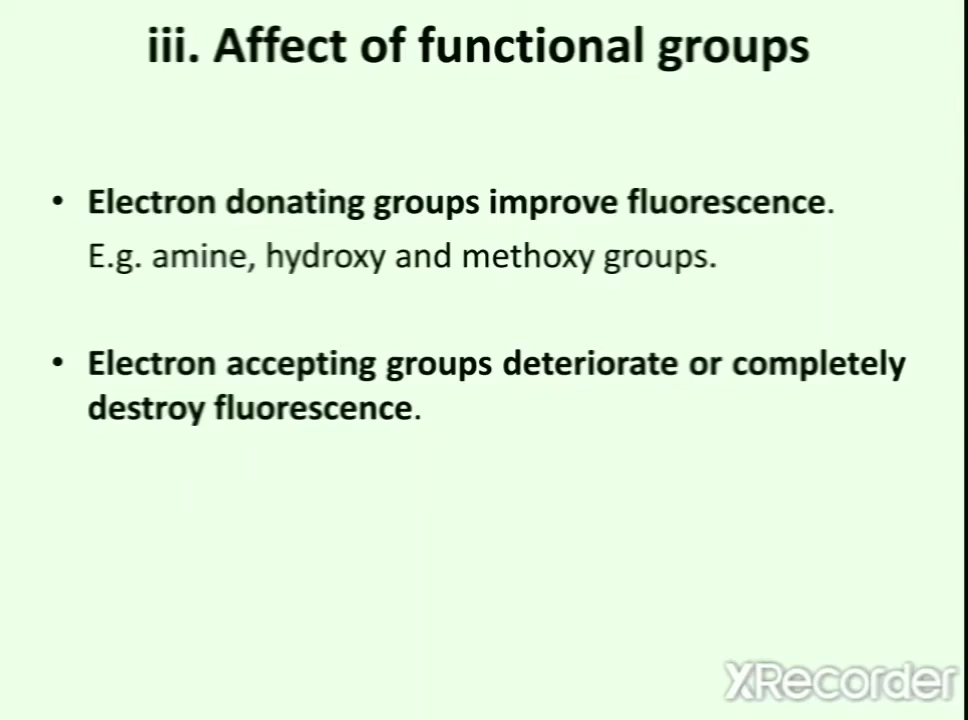 iii. Affect of functional groups
• Electron donating groups improve fluorescence.
E.g. amine, hydroxy and methoxy groups.
• Electron accepting groups deteriorate or completely
destroy fluorescence.
XRecorder